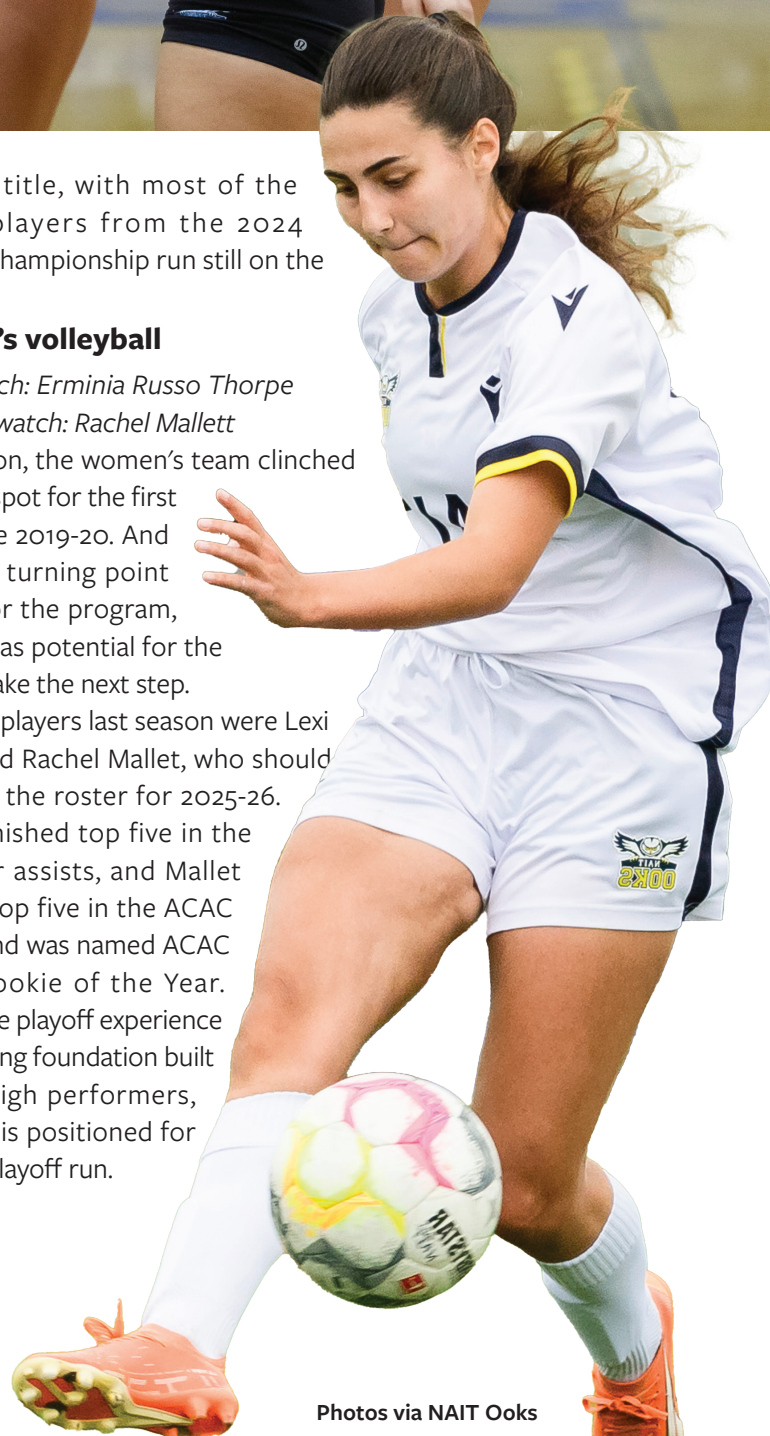 title, with most of the
players from the 2024
hampionship run still on the
's volleyball
ch: Erminia Russo Thorpe
watch: Rachel Mallett
on, the women's team clinched
spot for the first
e 2019-20. And
turning point
or the program,
as potential for the
ake the next step.
players last season were Lexi
d Rachel Mallet, who should
the roster for 2025-26.
nished top five in the
r assists, and Mallet
op five in the ACAC
nd was named ACAC
ookie of the Year.
e playoff experience
ng foundation built
igh performers,
is positioned for
layoff run.
NAIT
OOKS
Photos via NAIT Ooks